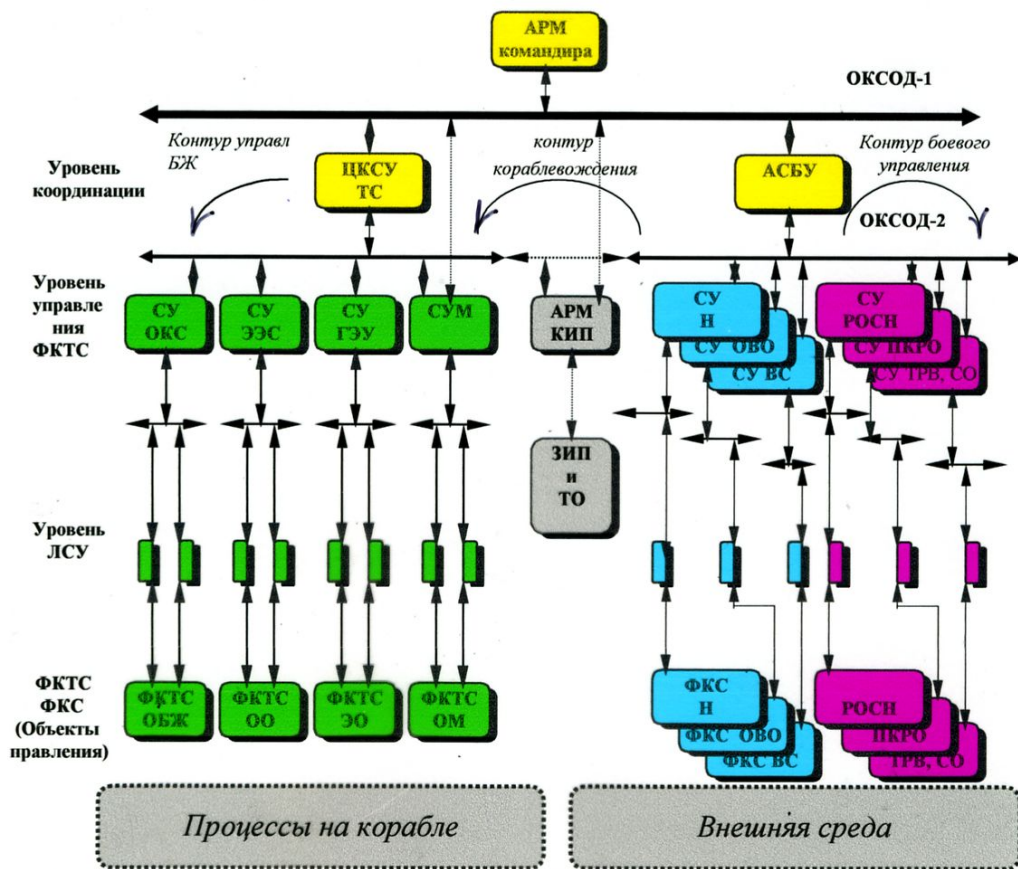 АРМ
командира
ОКСОД-1
Контур управл
БЖ
контур
кораблевождения
Контур боевого
управления
Уровень
координации
ЦКСУ
ТС
АСБУ
ОКСОД-2
Уровень
управле
ния
ФКТС
СУ
ОКС
СУ
ЭЭС
СУ
ГЭУ
СУМ
АРМ
КИП
СУ
Н
СУ ОВО
СУ ВС
СУ
РОСН
СУ ПКРО
СУ ТРВ, СО
ЗИП
и
ТО
Уровень
ЛСУ
ФКТС
ФКС
(Объекты
правления)
ФКТС
ОБЖ
ФКТС
ОО
ФКТС
ЭО
ФКТС
ОМ
ФКС
Н
ФКС ОВО
ФКС ВС
РОСН
ПКРО
ТРВ, СО
Процессы на корабле
Внешняя среда